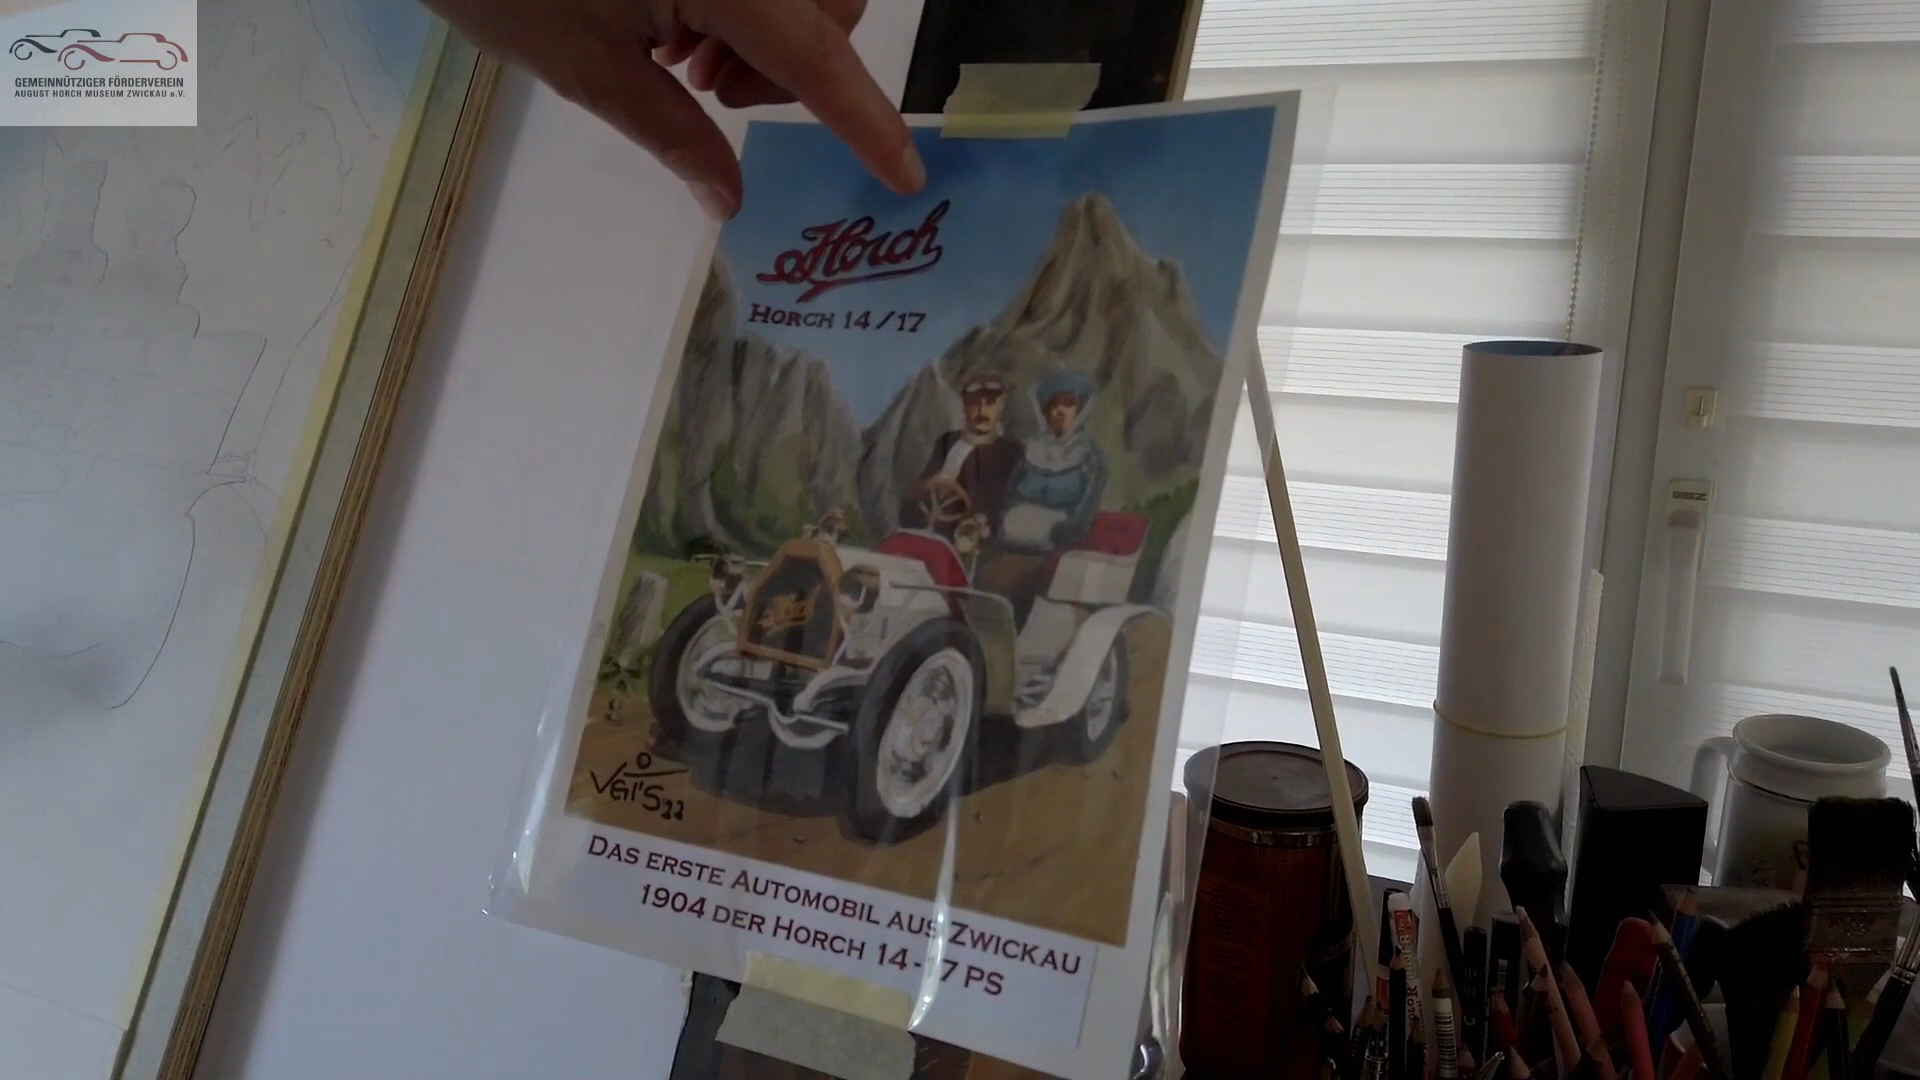 GEMEINNÜTZIGER FÖRDERVEREIN
AUGUST HORCH MUSEUM ZWICKAU e.V.
Horch
HORCH 14/17
VEIS 22
DAS ERSTE AUTOMOBIL AUS ZWICKAU
1904 DER HORCH 14-17 PS